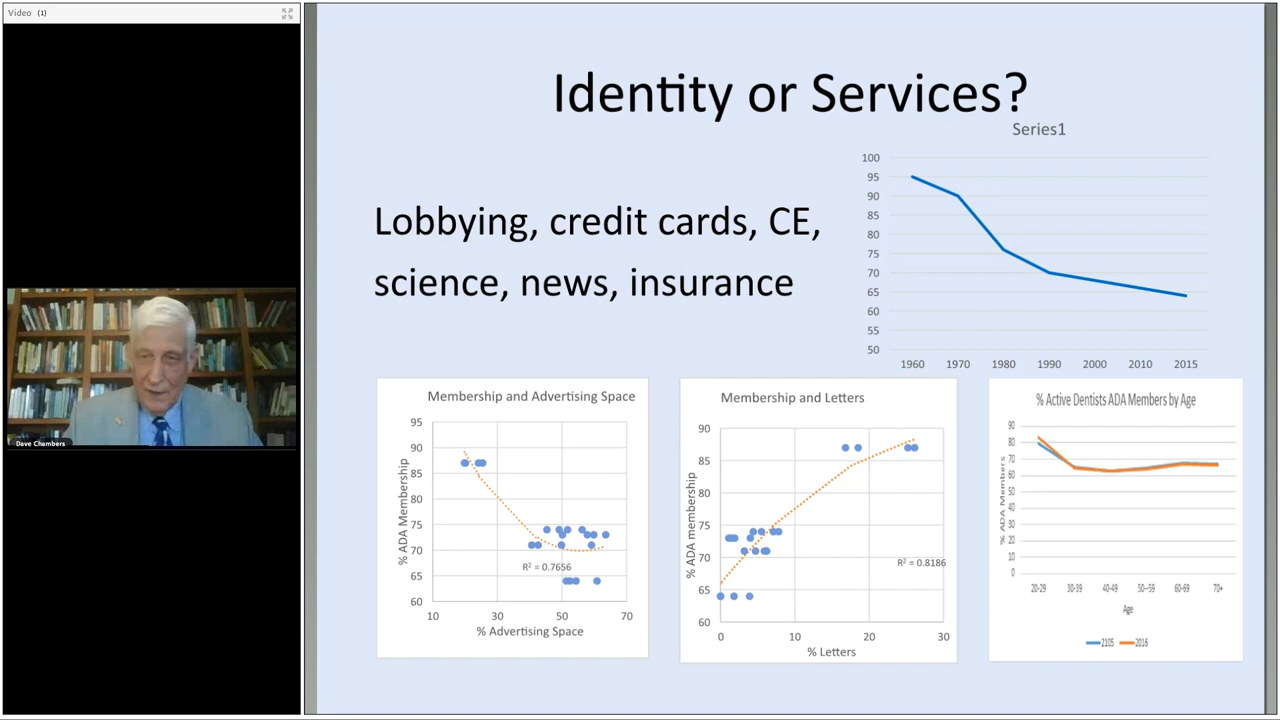 Video (1)
Dave Chambers
Identity or Services?
Lobbying, credit cards, CE,
science, news, insurance
Series1
100
95
90
85
80
75
70
65
60
55
50
1960 1970 1980 1990 2000 2010 2015
Membership and Advertising Space
% ADA Membership
95
90
85
80
75
70
65
60
R² = 0.7656
10 30 50 70
% Advertising Space
Membership and Letters
% ADA membership
90
85
80
75
70
65
60
R² = 0.8186
0 10 20 30
% Letters
% Active Dentists ADA Members by Age
% ADA Members
90
80
70
60
50
40
30
20
10
0
20-29 30-39 40-49 50--59 60-69 70+
Age
2105 2016